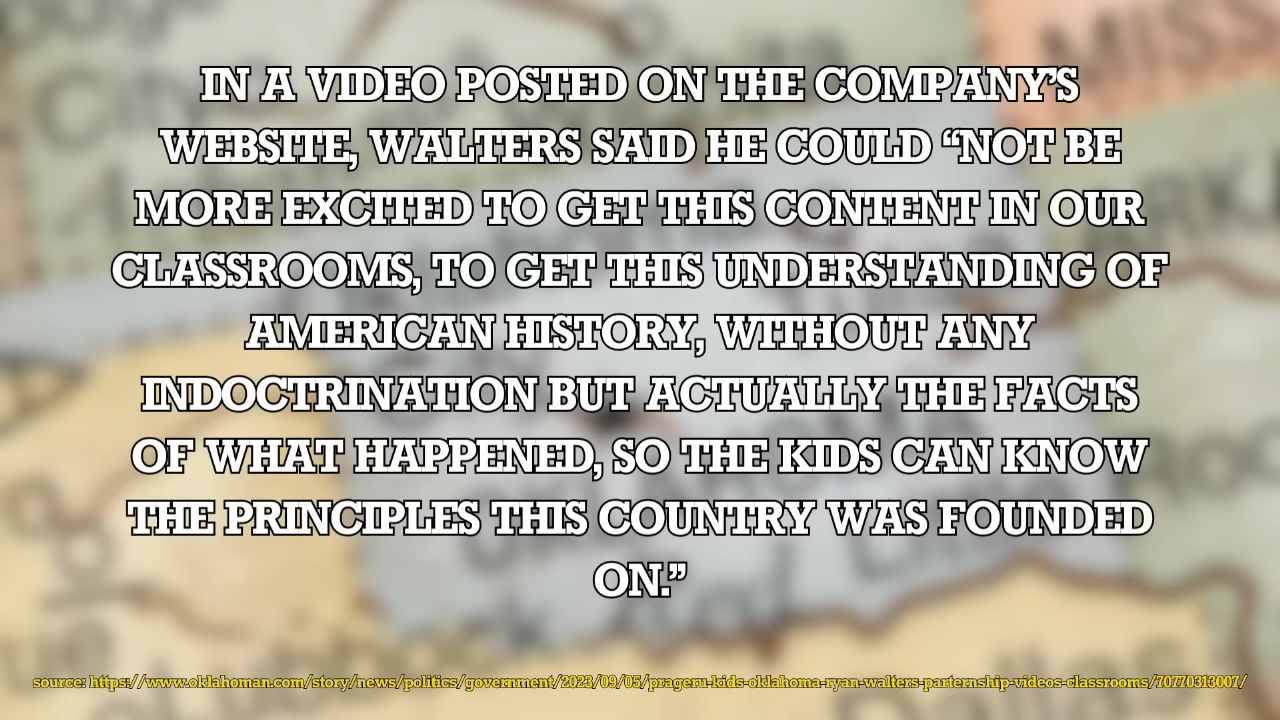 IN A VIDEO POSTED ON THE COMPANY’S
WEBSITE, WALTERS SAID HE COULD “NOT BE
MORE EXCITED TO GET THIS CONTENT IN OUR
CLASSROOMS, TO GET THIS UNDERSTANDING OF
AMERICAN HISTORY, WITHOUT ANY
INDOCTRINATION BUT ACTUALLY THE FACTS
OF WHAT HAPPENED, SO THE KIDS CAN KNOW
THE PRINCIPLES THIS COUNTRY WAS FOUNDED
ON.”
source: https://www.oklahoman.com/story/news/politics/government/2023/09/05/prageru-kids-oklahoma-ryan-walters-parternship-videos-classrooms/70770313007/
MISS
Dallas